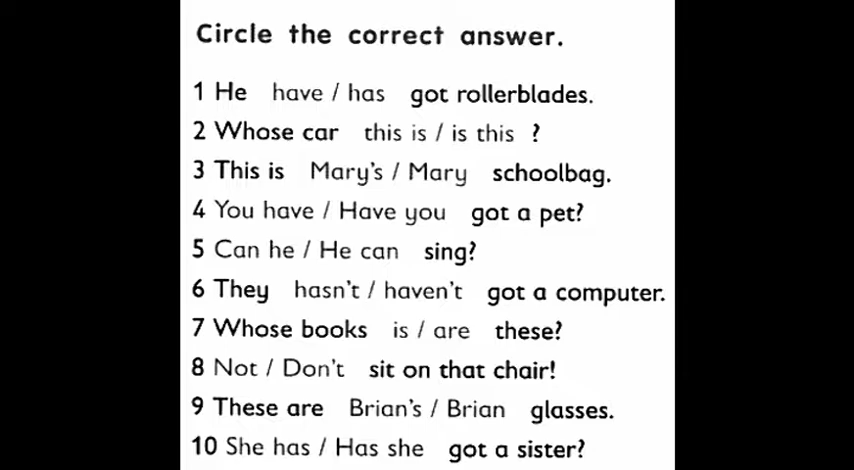 Circle the correct answer.
1 He have / has got rollerblades.
2 Whose car this is / is this ?
3 This is Mary's / Mary schoolbag.
4 You have / Have you got a pet?
5 Can he / He can sing?
6 They hasn't / haven't got a computer.
7 Whose books is / are these?
8 Not / Don't sit on that chair!
9 These are Brian's / Brian glasses.
10 She has / Has she got a sister?